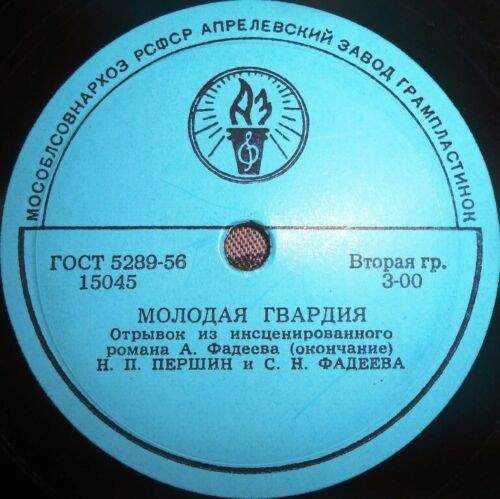 МОСОБЛСОВНАРХОЗ РСФСР АПРЕЛЕВСКИЙ ЗАВОД ГРАМПЛАСТИНОК
АЗ
ГОСТ 5289-56
15045
Вторая гр.
3-00
МОЛОДАЯ ГВАРДИЯ
Отрывок из инсценированного
романа А. Фадеева (окончание)
Н. П. ПЕРШИН и С. Н. ФАДЕЕВА